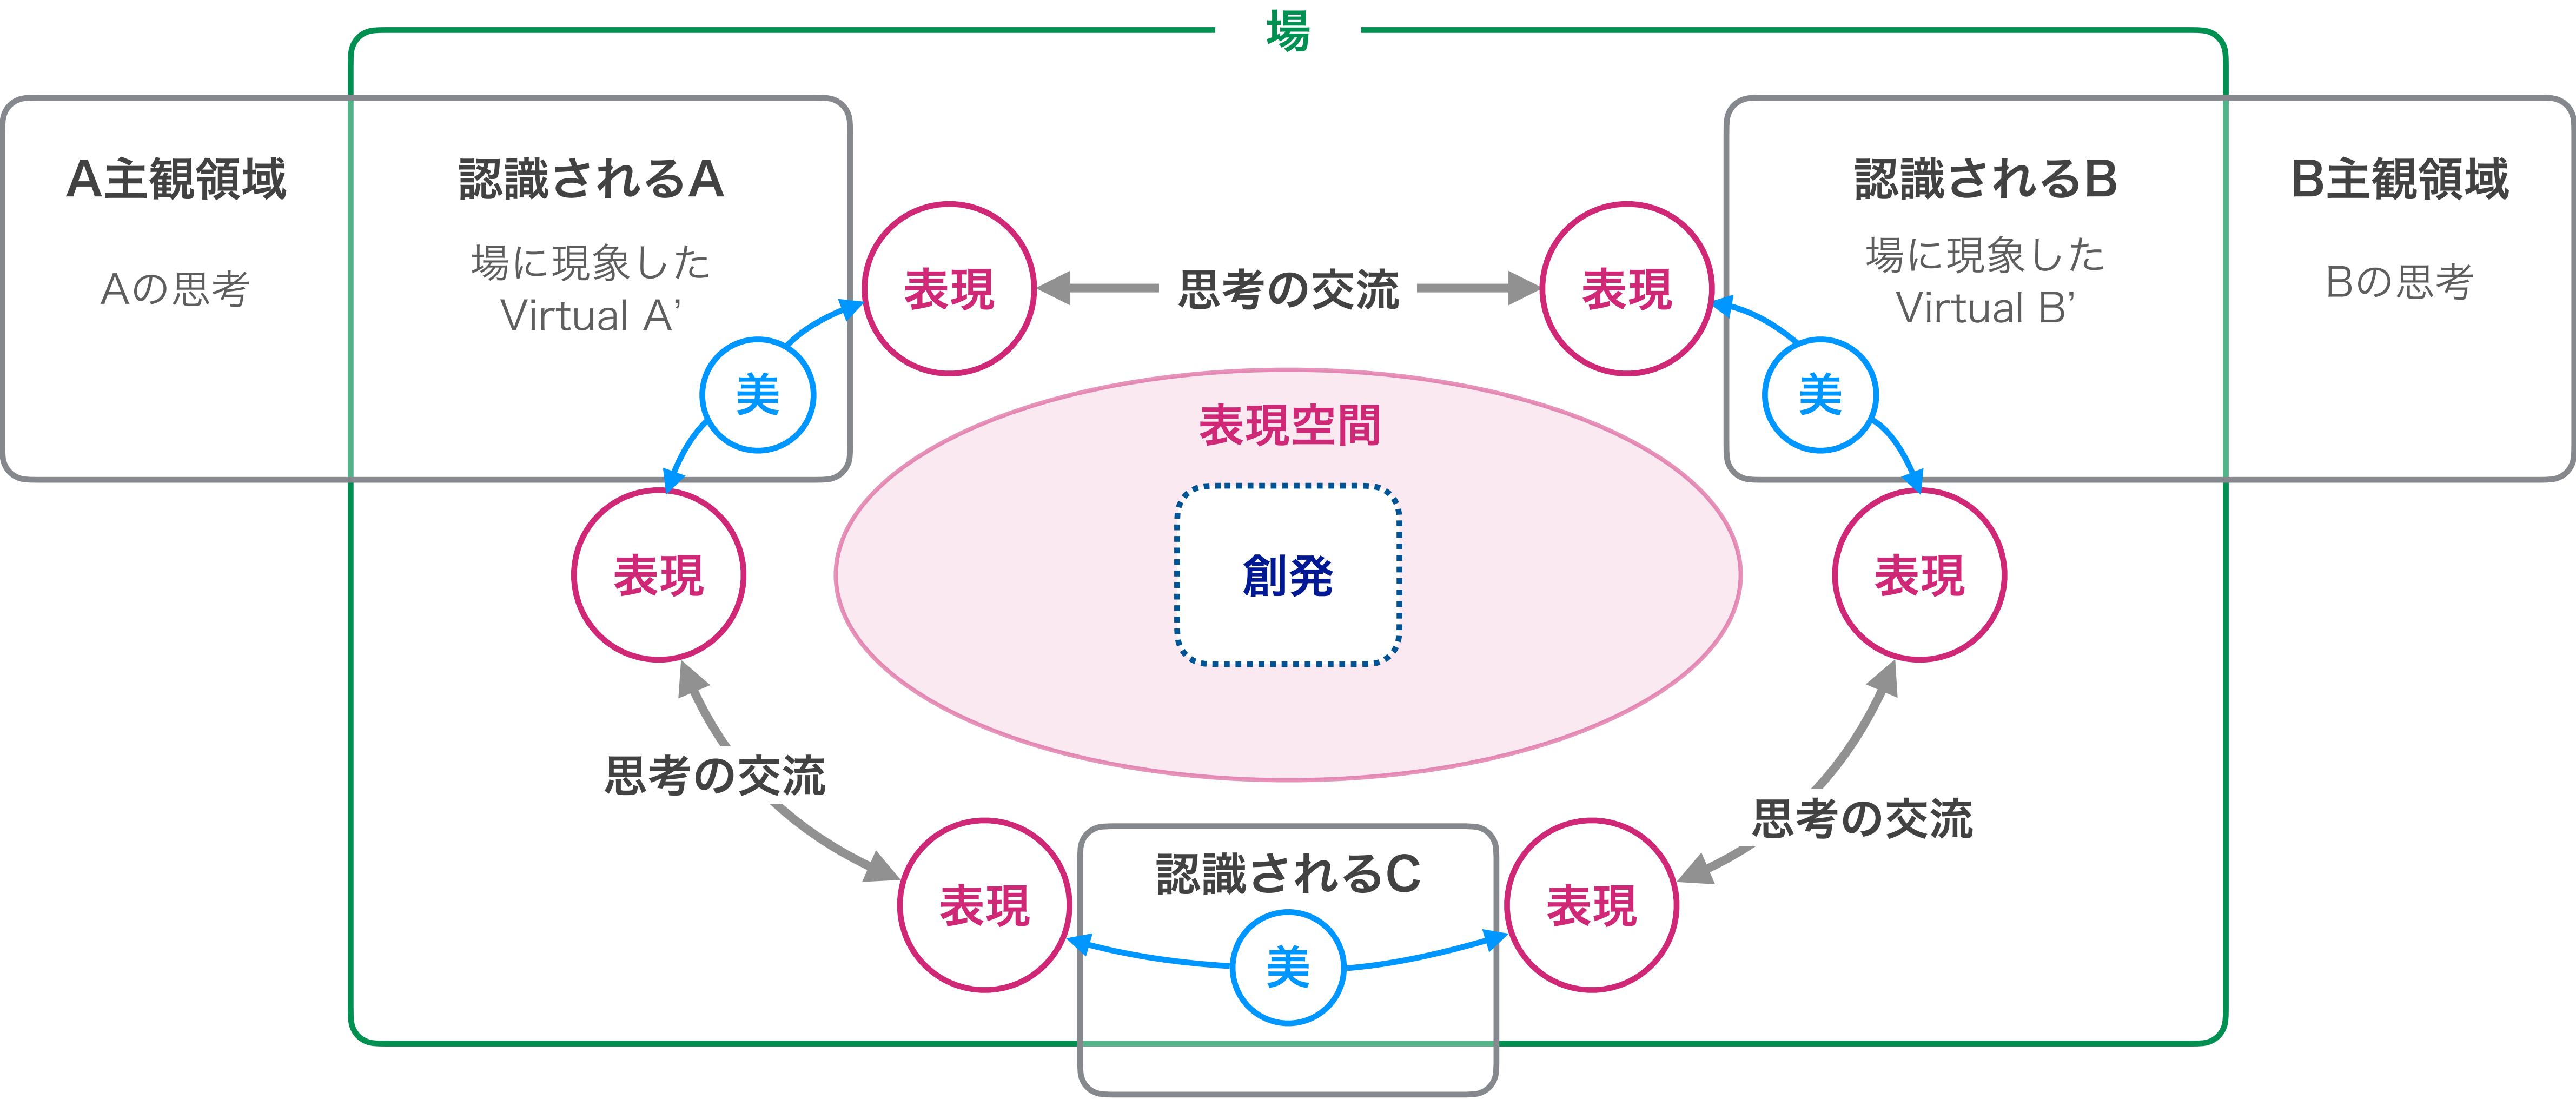 場
A主観領域
認識されるA
認識されるB
B主観領域
Aの思考
場に現象した
Virtual A’
表現
思考の交流
表現
場に現象した
Virtual B’
Bの思考
美
美
表現空間
表現
創発
表現
思考の交流
思考の交流
表現
認識されるC
表現
美